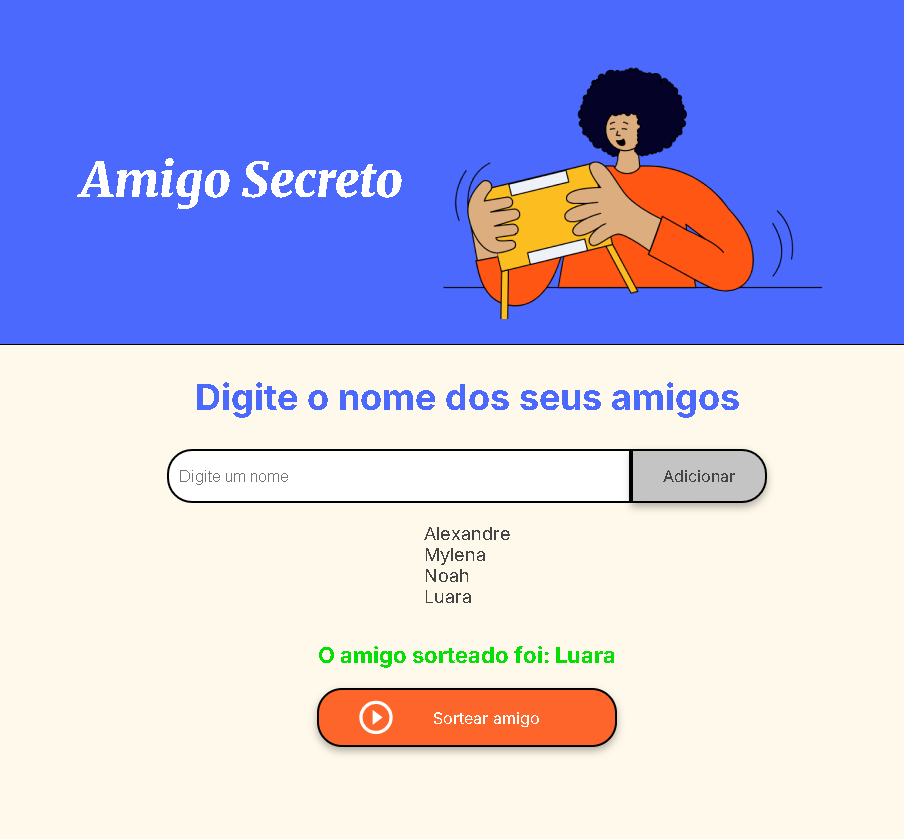 Amigo Secreto
Digite o nome dos seus amigos
Digite um nome
Adicionar
Alexandre
Mylena
Noah
Luara
O amigo sorteado foi: Luara
Sortear amigo